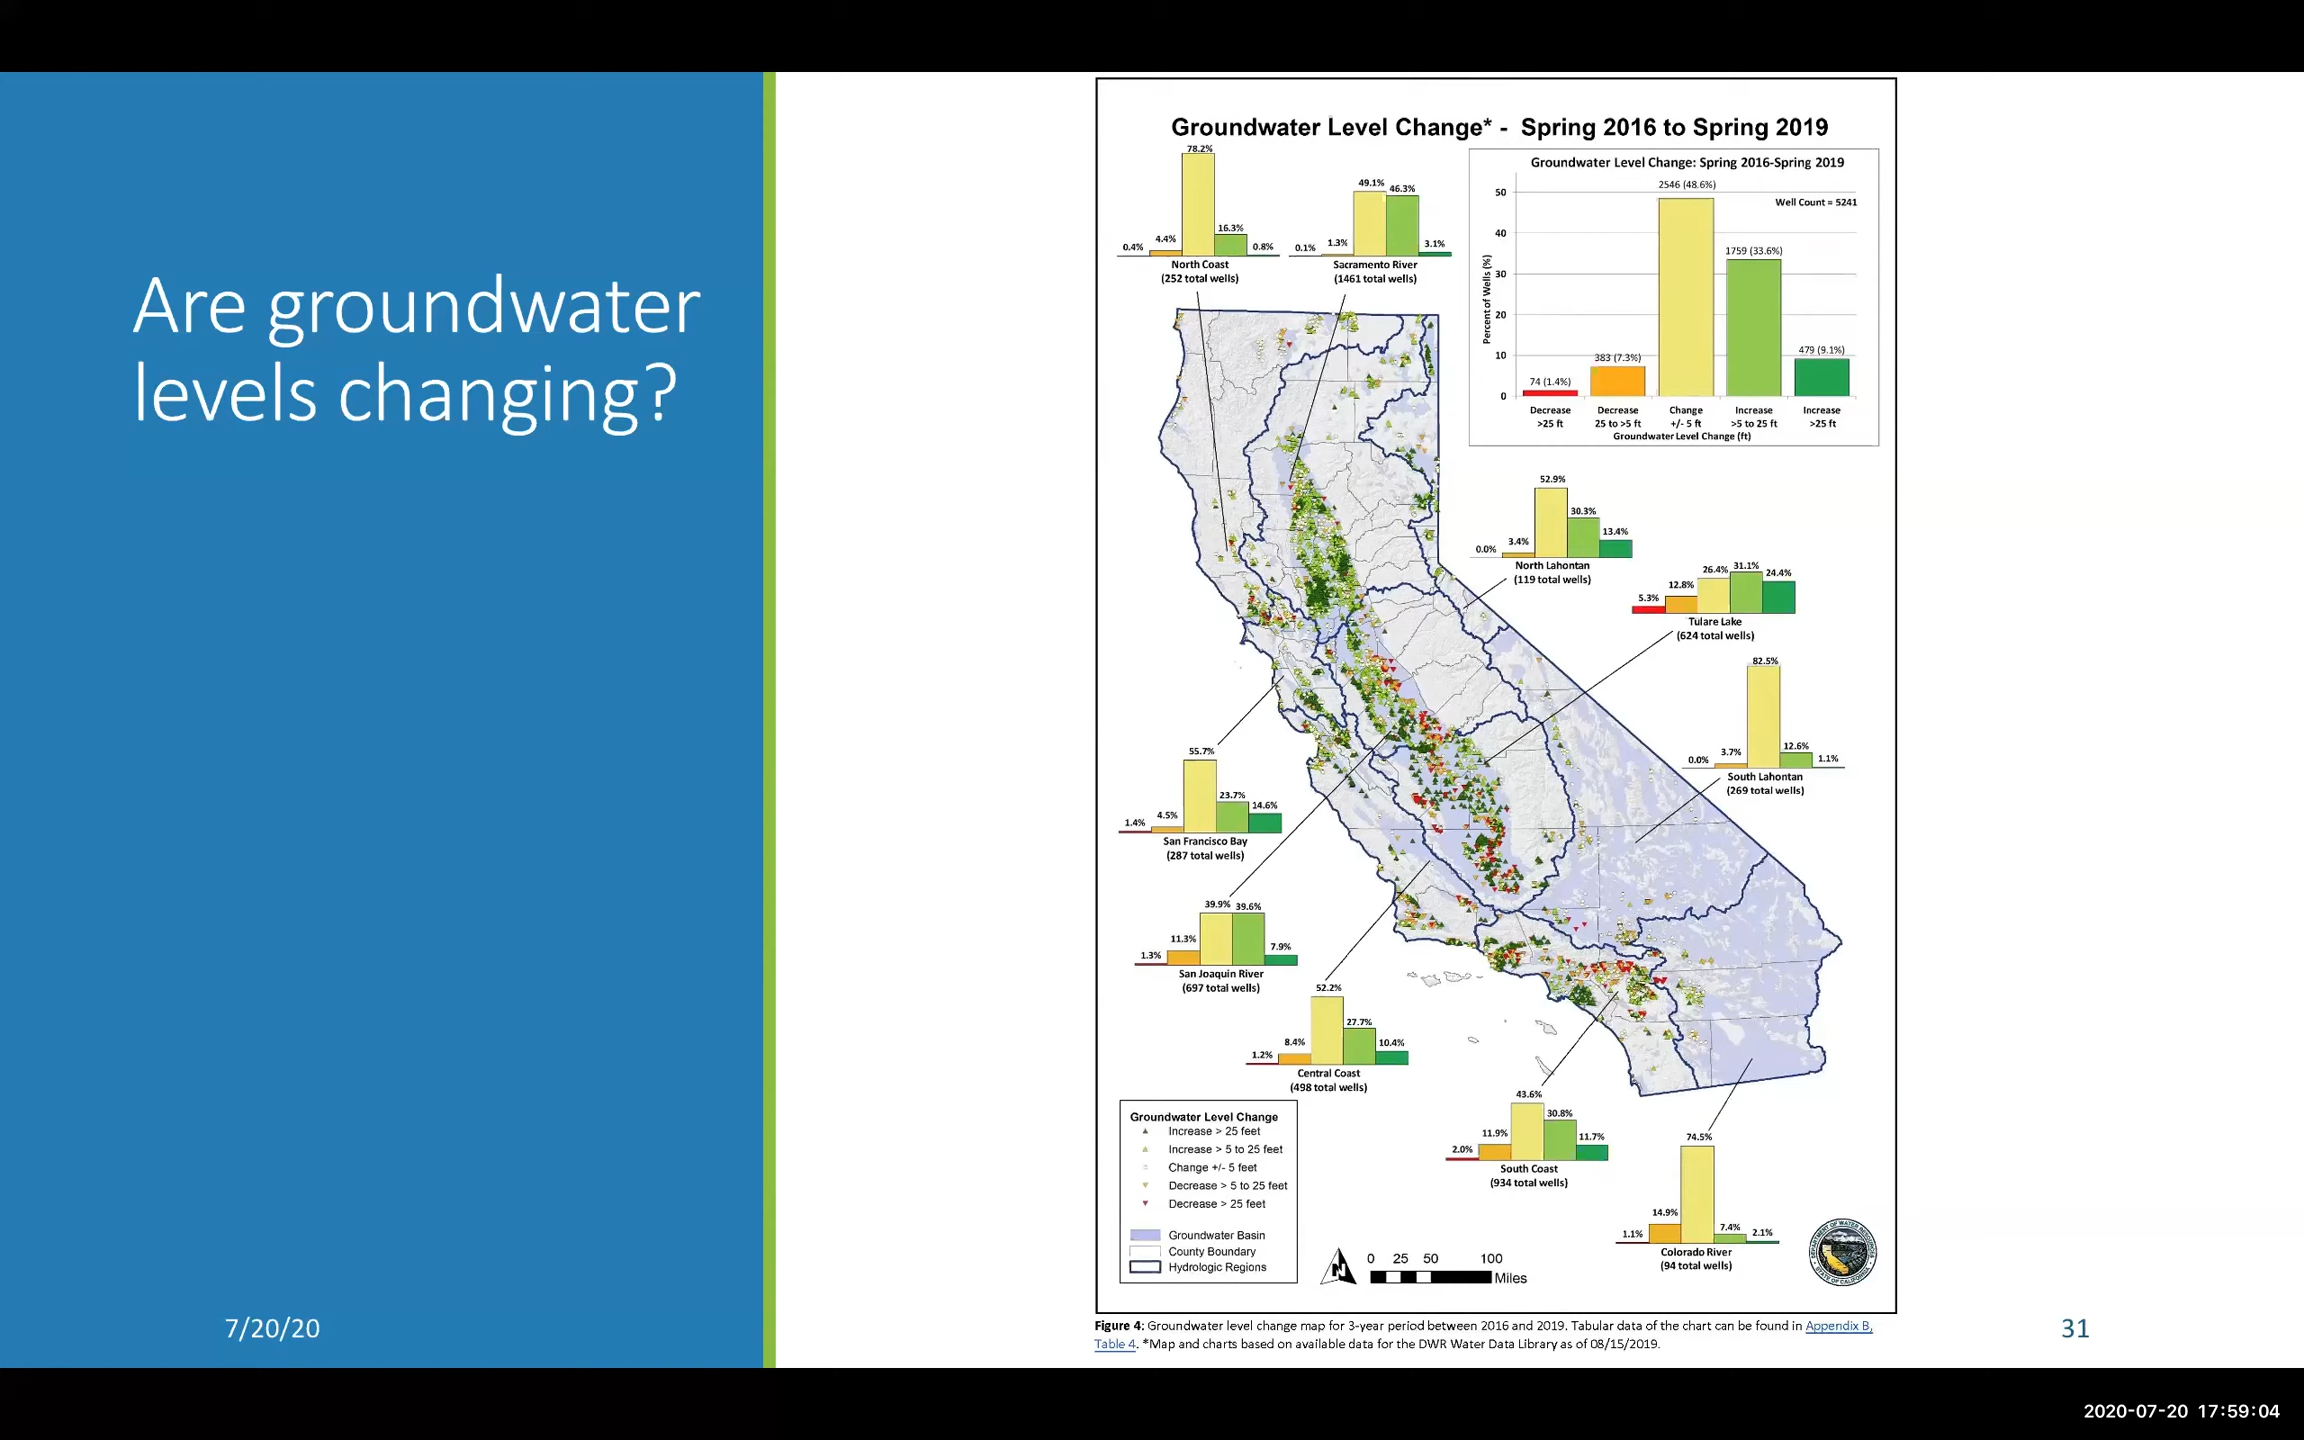 Are groundwater
levels changing?
7/20/20
Groundwater Level Change* - Spring 2016 to Spring 2019
78.2%
0.4% 4.4% 16.3% 0.8%
North Coast
(252 total wells)
49.1% 46.3%
0.1% 1.3% 3.1%
Sacramento River
(1461 total wells)
Groundwater Level Change: Spring 2016-Spring 2019
Well Count = 5241
Percent of Wells (%)
50
40
30
20
10
0
74 (1.4%)
383 (7.3%)
2546 (48.6%)
1759 (33.6%)
479 (9.1%)
Decrease Decrease Change Increase Increase
>25 ft 25 to >5 ft +/- 5 ft >5 to 25 ft >25 ft
Groundwater Level Change (ft)
52.9%
0.0% 3.4% 30.3% 13.4%
North Lahontan
(119 total wells)
5.3% 12.8% 26.4% 31.1% 24.4%
Tulare Lake
(624 total wells)
82.5%
0.0% 3.7% 12.6% 1.1%
South Lahontan
(269 total wells)
55.7%
1.4% 4.5% 23.7% 14.6%
San Francisco Bay
(287 total wells)
39.9% 39.6%
1.3% 11.3% 7.9%
San Joaquin River
(697 total wells)
52.2%
1.2% 8.4% 27.7% 10.4%
Central Coast
(498 total wells)
43.6%
2.0% 11.9% 30.8% 11.7%
South Coast
(934 total wells)
74.5%
1.1% 14.9% 7.4% 2.1%
Colorado River
(94 total wells)
Groundwater Level Change
Increase > 25 feet
Increase > 5 to 25 feet
Change +/- 5 feet
Decrease > 5 to 25 feet
Decrease > 25 feet
Groundwater Basin
County Boundary
Hydrologic Regions
N
0 25 50 100
Miles
DEPARTMENT OF WATER RESOURCES
STATE OF CALIFORNIA
Figure 4: Groundwater level change map for 3-year period between 2016 and 2019. Tabular data of the chart can be found in Appendix B,
Table 4. *Map and charts based on available data for the DWR Water Data Library as of 08/15/2019.
31
2020-07-20 17:59:04